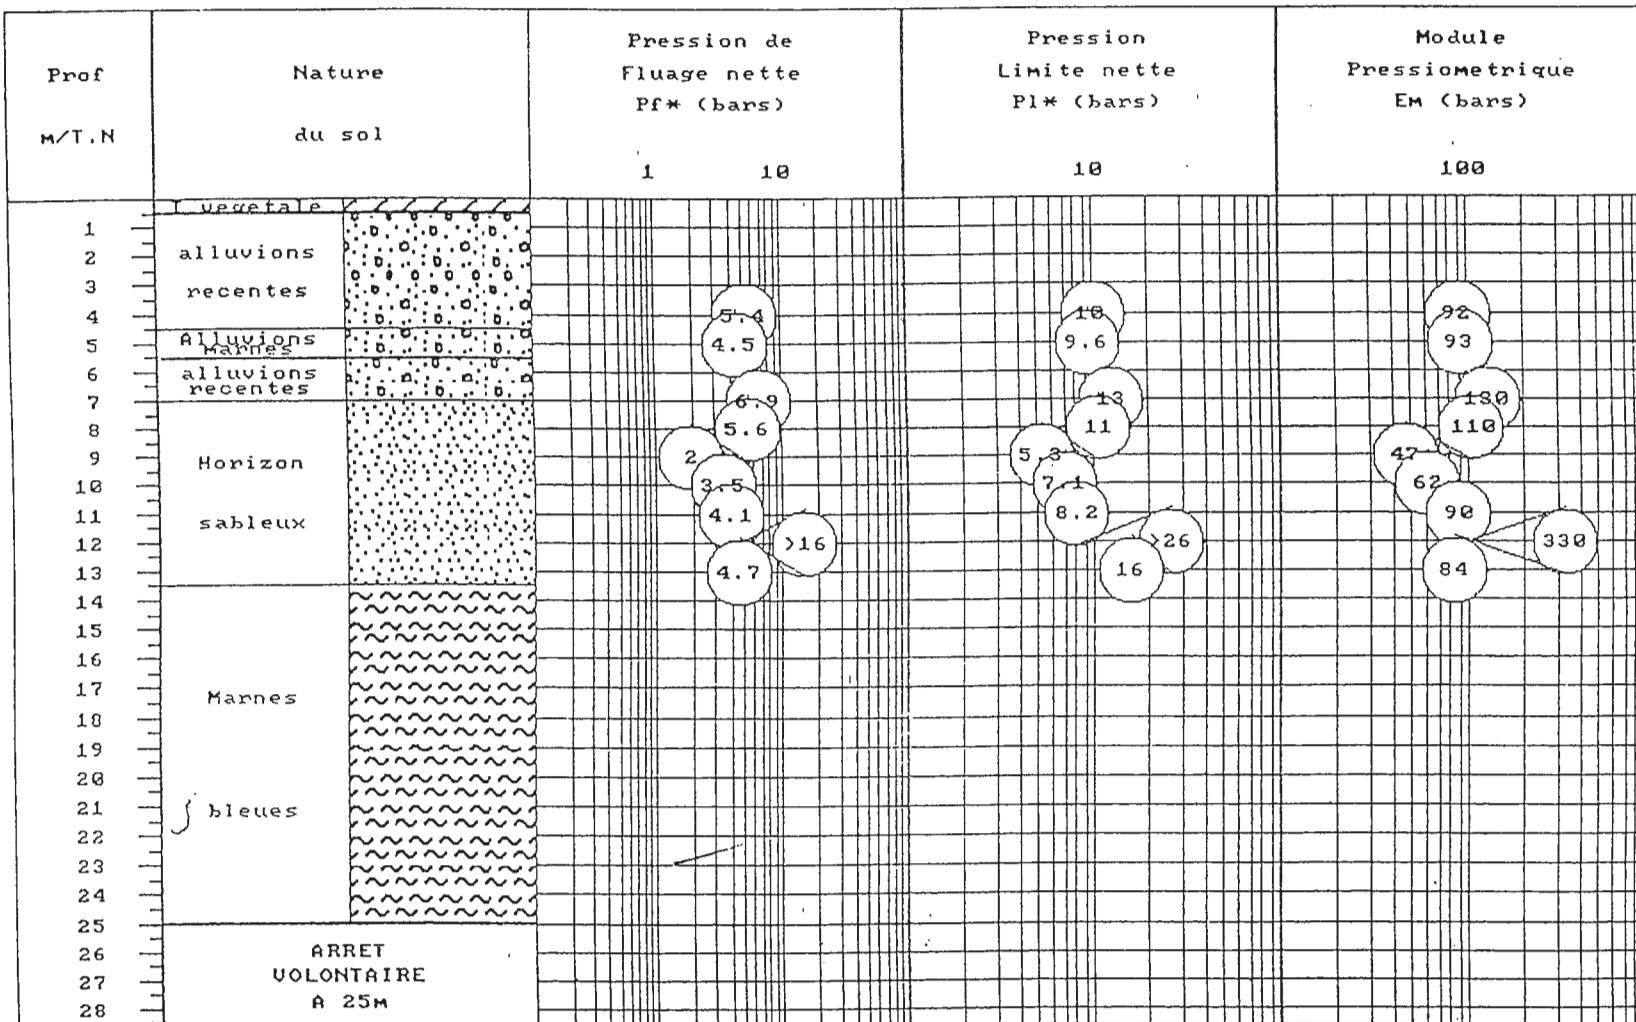 Prof
M/T.N
Nature
du sol
Pression de
Fluage nette
Pf* (bars)
1 10
Pression
Limite nette
Pl* (bars)
10
Module
Pressiometrique
EM (bars)
100
T vegetale
1
2
3
4
5
6
7
8
9
10
11
12
13
14
15
16
17
18
19
20
21
22
23
24
25
26
27
28
alluvions
recentes
Alluvions
Marnes
alluvions
recentes
Horizon
sableux
Marnes
bleues
ARRET
VOLONTAIRE
A 25M
5.4
4.5
6.9
5.6
2
3.5
4.1
>16
4.7
10
9.6
13
11
5.3
7.1
8.2
>26
16
92
93
130
110
47
62
90
330
84